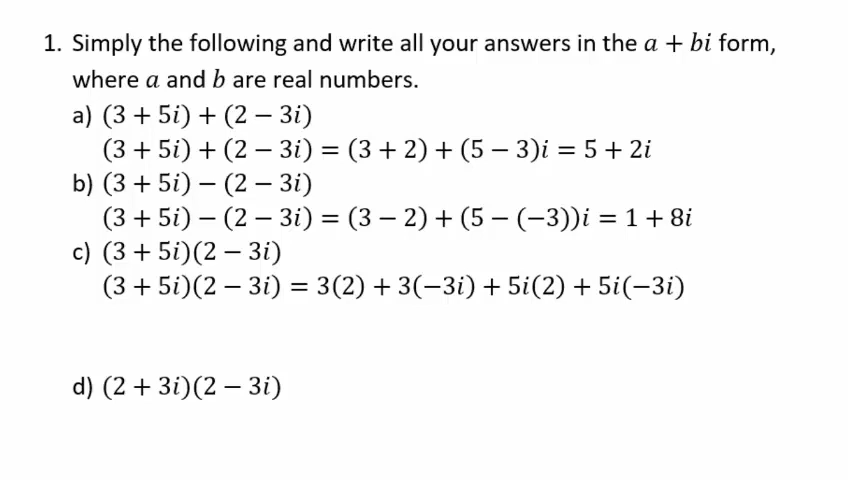 1. Simply the following and write all your answers in the 𝑎 + 𝑏𝑖 form,
where 𝑎 and 𝑏 are real numbers.
a) (3 + 5𝑖) + (2 − 3𝑖)
(3 + 5𝑖) + (2 − 3𝑖) = (3 + 2) + (5 − 3)𝑖 = 5 + 2𝑖
b) (3 + 5𝑖) − (2 − 3𝑖)
(3 + 5𝑖) − (2 − 3𝑖) = (3 − 2) + (5 − (−3))𝑖 = 1 + 8𝑖
c) (3 + 5𝑖)(2 − 3𝑖)
(3 + 5𝑖)(2 − 3𝑖) = 3(2) + 3(−3𝑖) + 5𝑖(2) + 5𝑖(−3𝑖)
d) (2 + 3𝑖)(2 − 3𝑖)